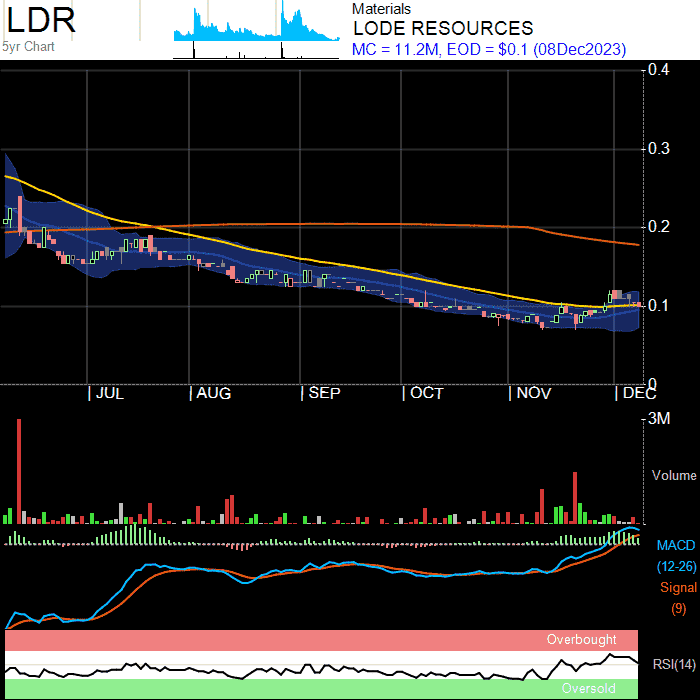 LDR
5yr Chart
Materials
LODE RESOURCES
MC = 11.2M, EOD = $0.1 (08Dec2023)
0.4
0.3
0.2
0.1
0
JUL AUG SEP OCT NOV DEC
3M
Volume
MACD
(12-26)
Signal
(9)
Overbought
RSI(14)
Oversold